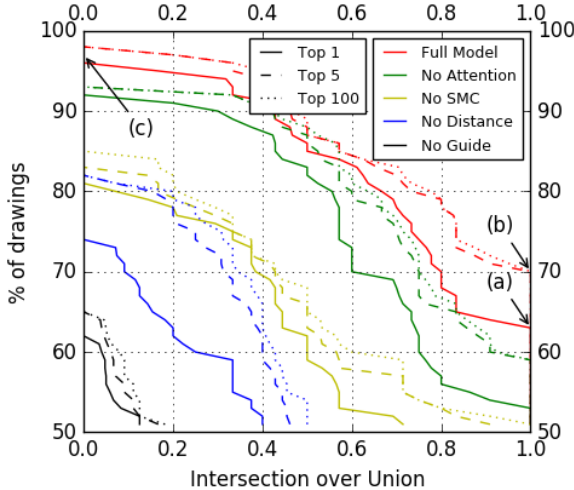 0.0 0.2 0.4 0.6 0.8 1.0
100 100
90 90
80 80
70 70
60 60
50 50
% of drawings
Top 1
Top 5
Top 100
Full Model
No Attention
No SMC
No Distance
No Guide
(c)
(b)
(a)
0.0 0.2 0.4 0.6 0.8 1.0
Intersection over Union